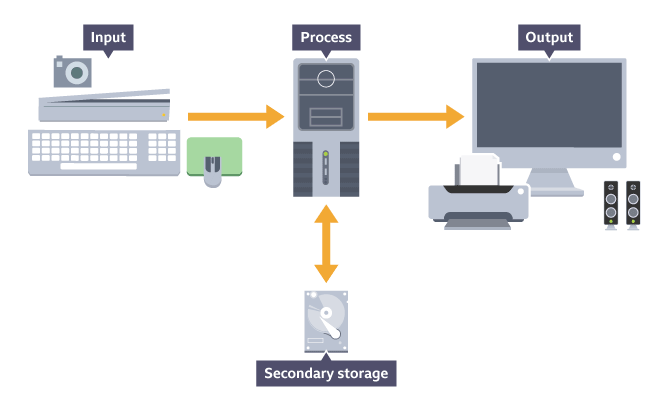 Input
Process
Output
Secondary storage